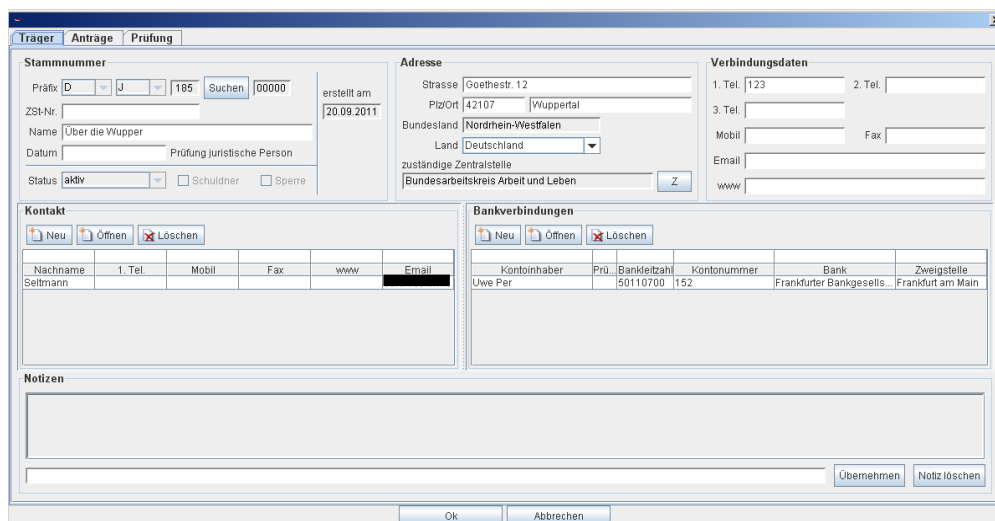 Träger Anträge Prüfung
Stammnummer
Präfix D J 185 Suchen 00000
erstellt am
ZSt-Nr. 20.09.2011
Name Über die Wupper
Datum Prüfung juristische Person
Status aktiv Schuldner Sperre
Adresse
Strasse Goethestr. 12
Plz/Ort 42107 Wuppertal
Bundesland Nordrhein-Westfalen
Land Deutschland
zuständige Zentralstelle
Bundesarbeitskreis Arbeit und Leben Z
Verbindungsdaten
1. Tel. 123 2. Tel.
3. Tel.
Mobil Fax
Email
www
Kontakt
Neu Öffnen Löschen
Nachname 1. Tel. Mobil Fax www Email
Seltmann
Bankverbindungen
Neu Öffnen Löschen
Kontoinhaber Prü... Bankleitzahl Kontonummer Bank Zweigstelle
Uwe Per 50110700 152 Frankfurter Bankgesells... Frankfurt am Main
Notizen
Übernehmen Notiz löschen
Ok Abbrechen